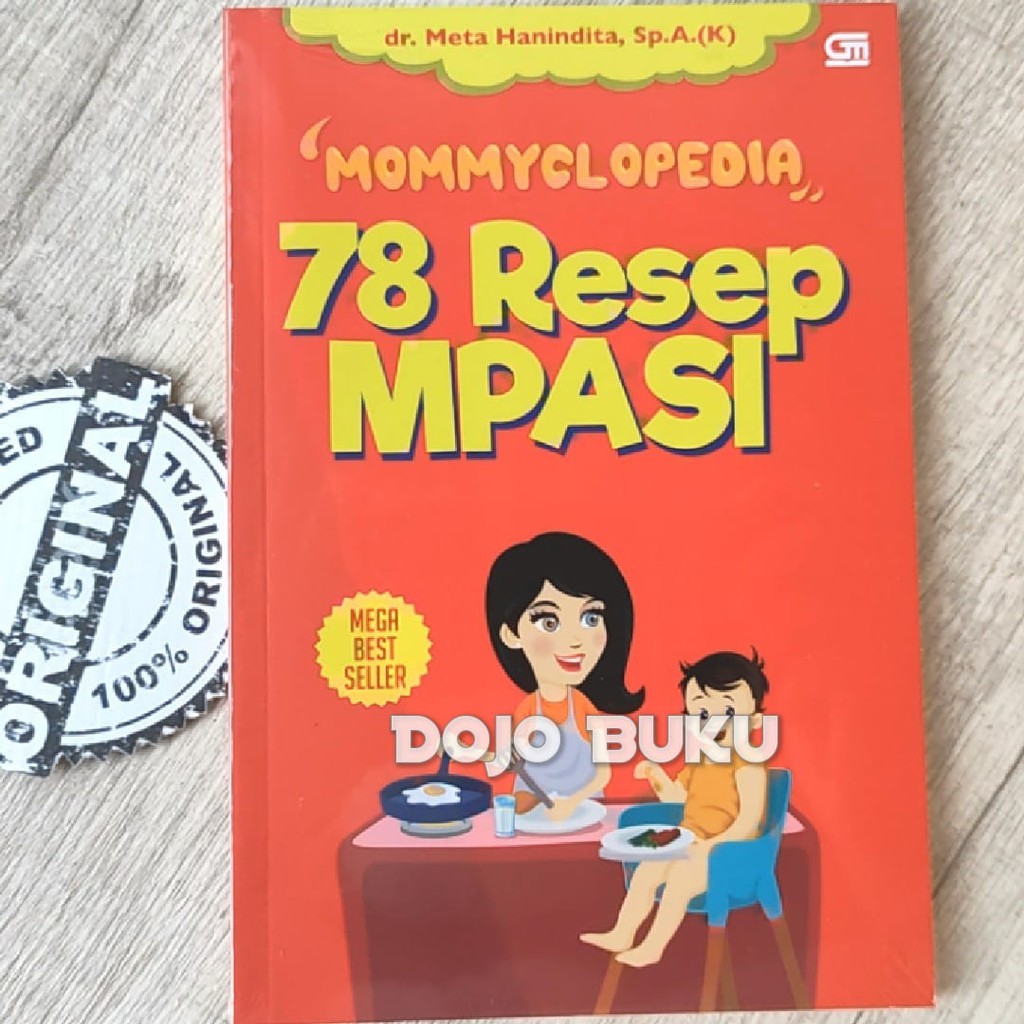 dr. Meta Hanindita, Sp.A.(K)
GM
'MOMMYCLOPEDIA„
78 Resep
MPASI
MEGA
BEST
SELLER
DOJO BUKU
ORIGINAL
100% ORIGINAL